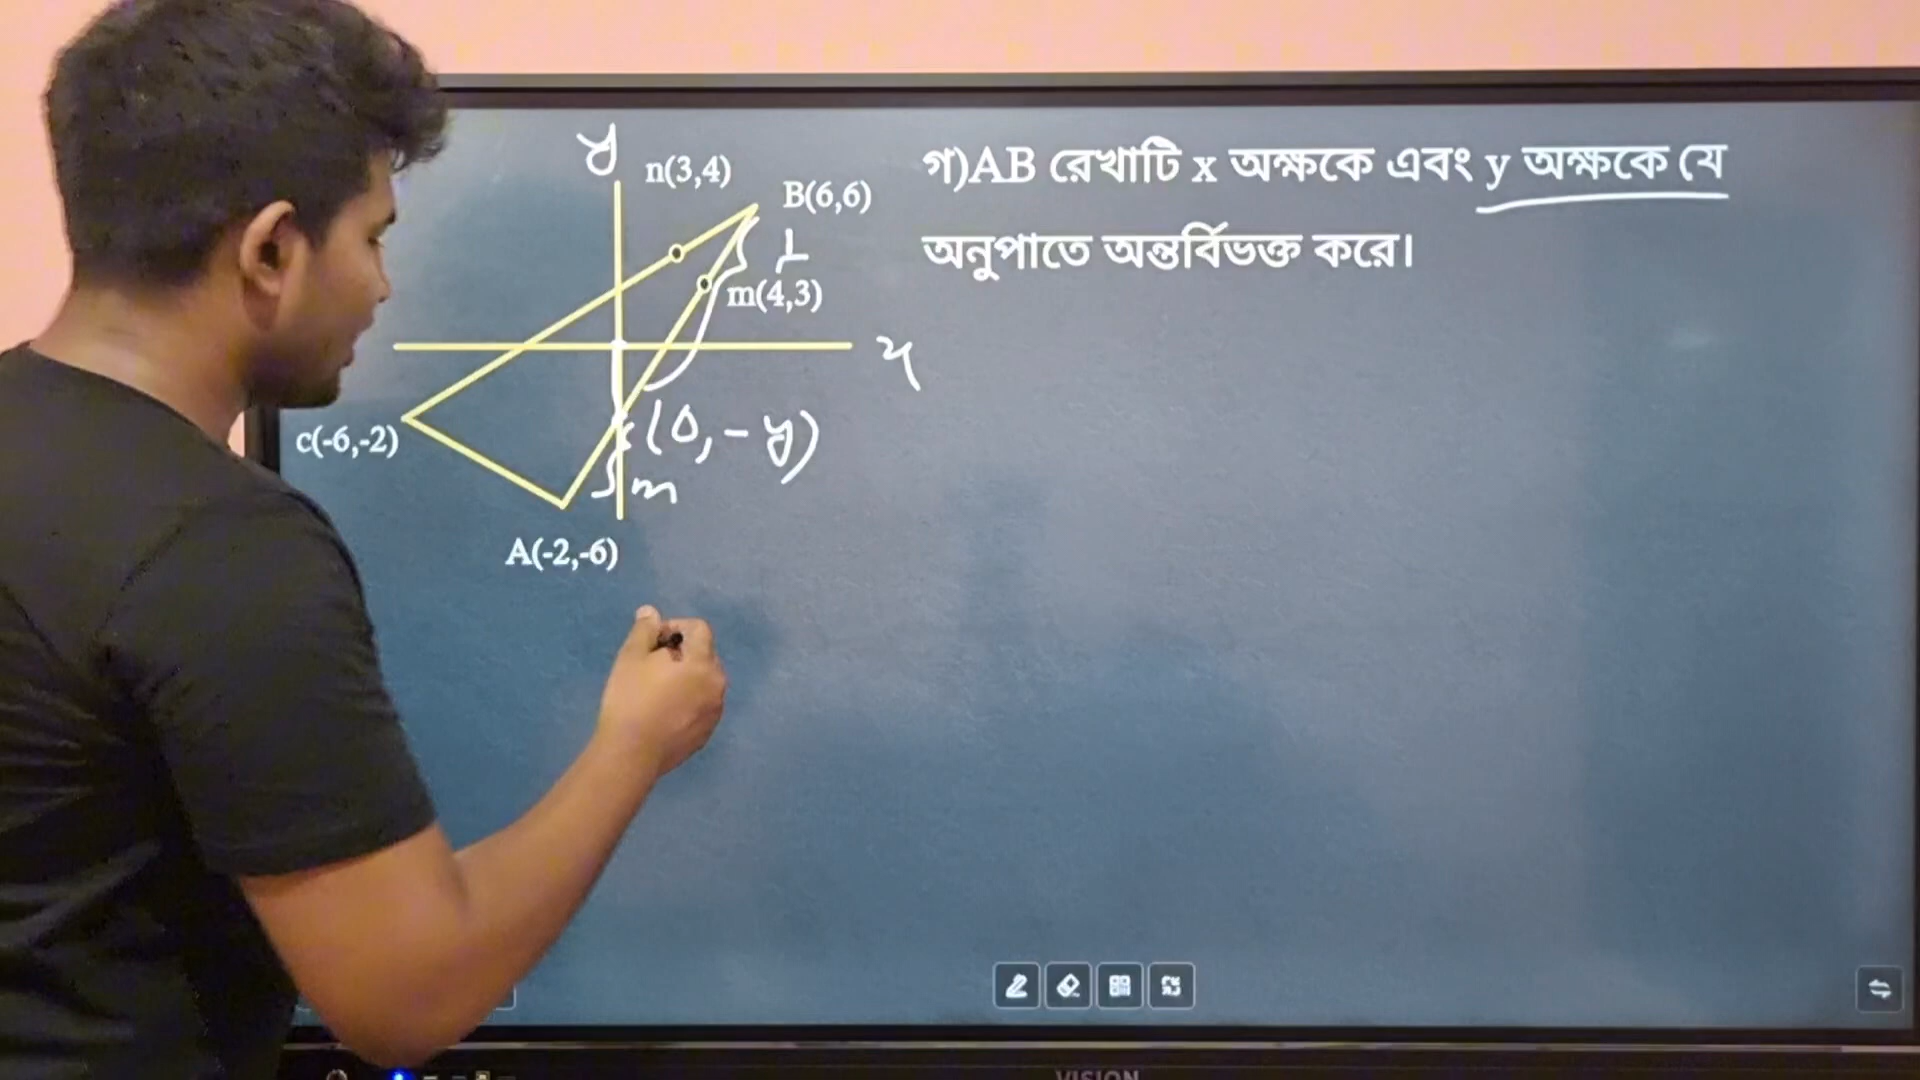 y
n(3,4)
B(6,6)
m(4,3)
x
c(-6,-2)
(0,-y)
m
A(-2,-6)
গ)AB রেখাটি x অক্ষকে এবং y অক্ষকে যে
অনুপাতে অন্তর্বিভক্ত করে।
VISION